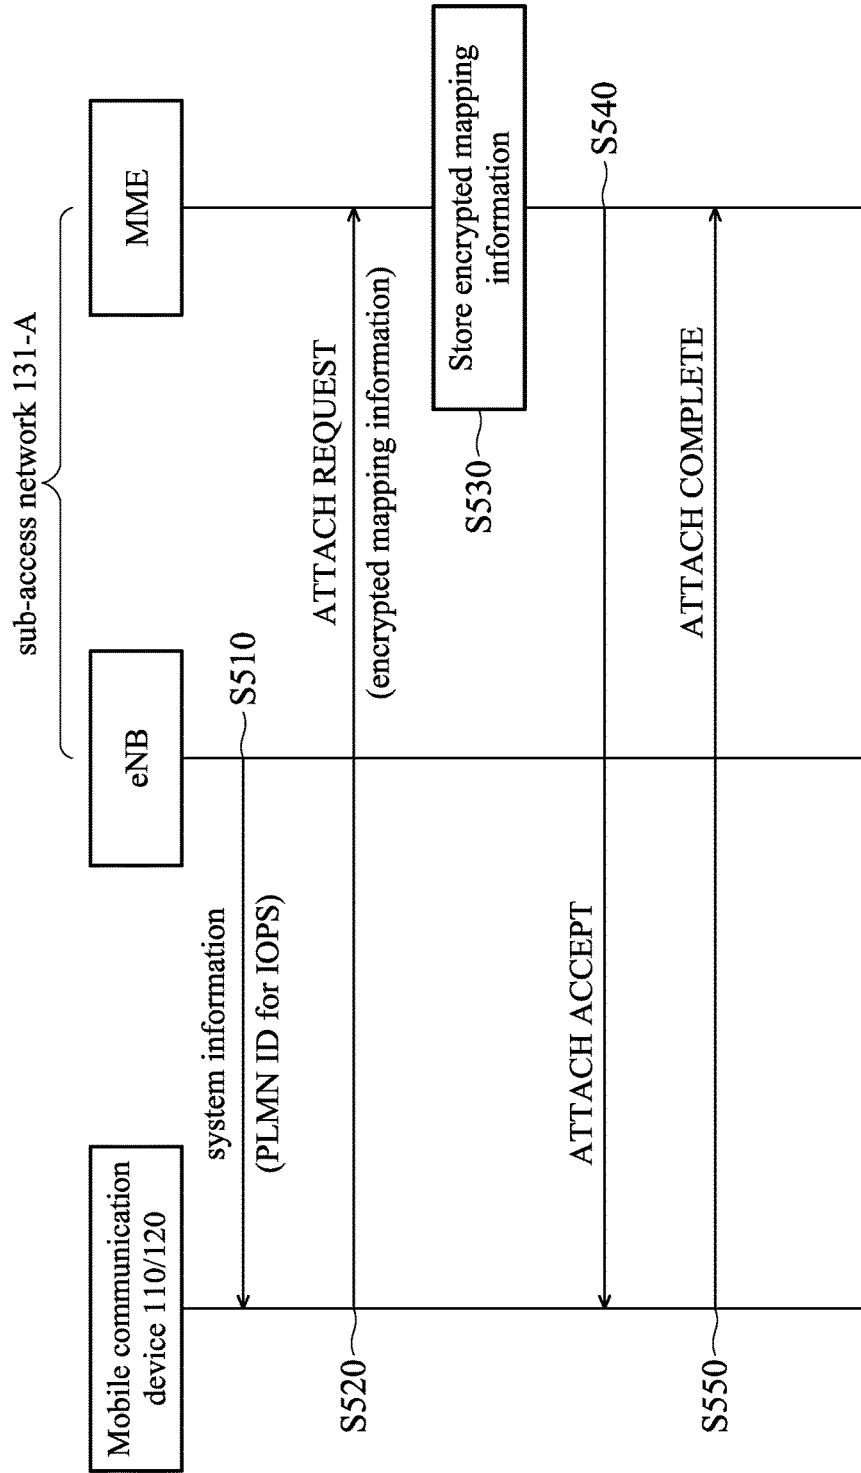 sub-access network 131-A
Mobile communication
device 110/120
eNB
MME
system information
(PLMN ID for IOPS)
S510
S520
ATTACH REQUEST
(encrypted mapping information)
S530
Store encrypted mapping
information
ATTACH ACCEPT
S540
S550
ATTACH COMPLETE